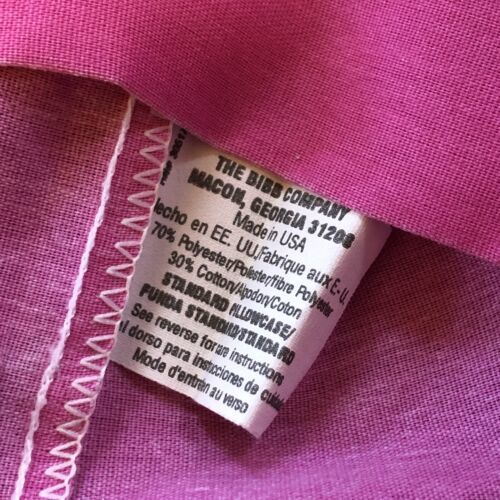 THE BIBB COMPANY
MACON, GEORGIA 31208
Made in USA
Hecho en EE. UU./Fabrique aux E-U.
70% Polyester/Poliester/fibre Polyester
30% Cotton/Algodon/Coton
STANDARD PILLOWCASE/
FUNDA STANDARD/STANDARD
See reverse for care instructions
al dorso para instrucciones de cuidado
Mode d'entretien au verso